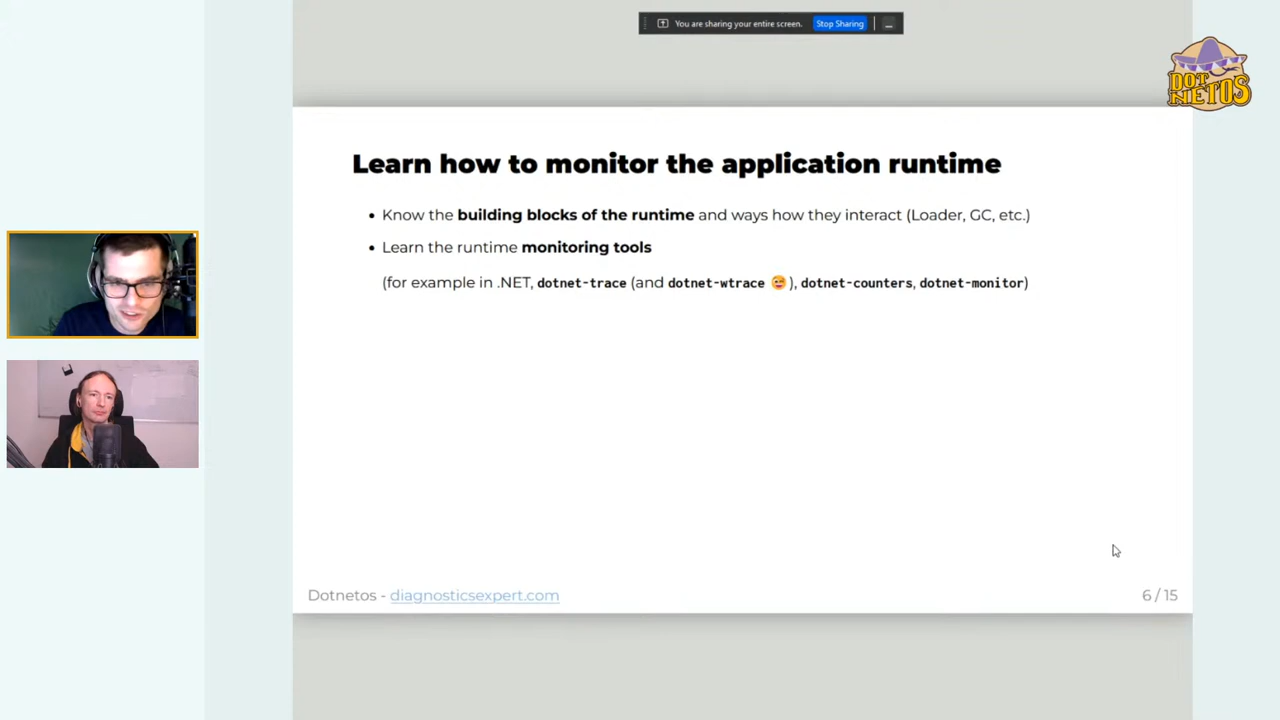 You are sharing your entire screen.
Stop Sharing
DOT
NETOS
Learn how to monitor the application runtime
• Know the building blocks of the runtime and ways how they interact (Loader, GC, etc.)
• Learn the runtime monitoring tools
(for example in .NET, dotnet-trace (and dotnet-wtrace 😅), dotnet-counters, dotnet-monitor)
Dotnetos - diagnosticsexpert.com
6 / 15